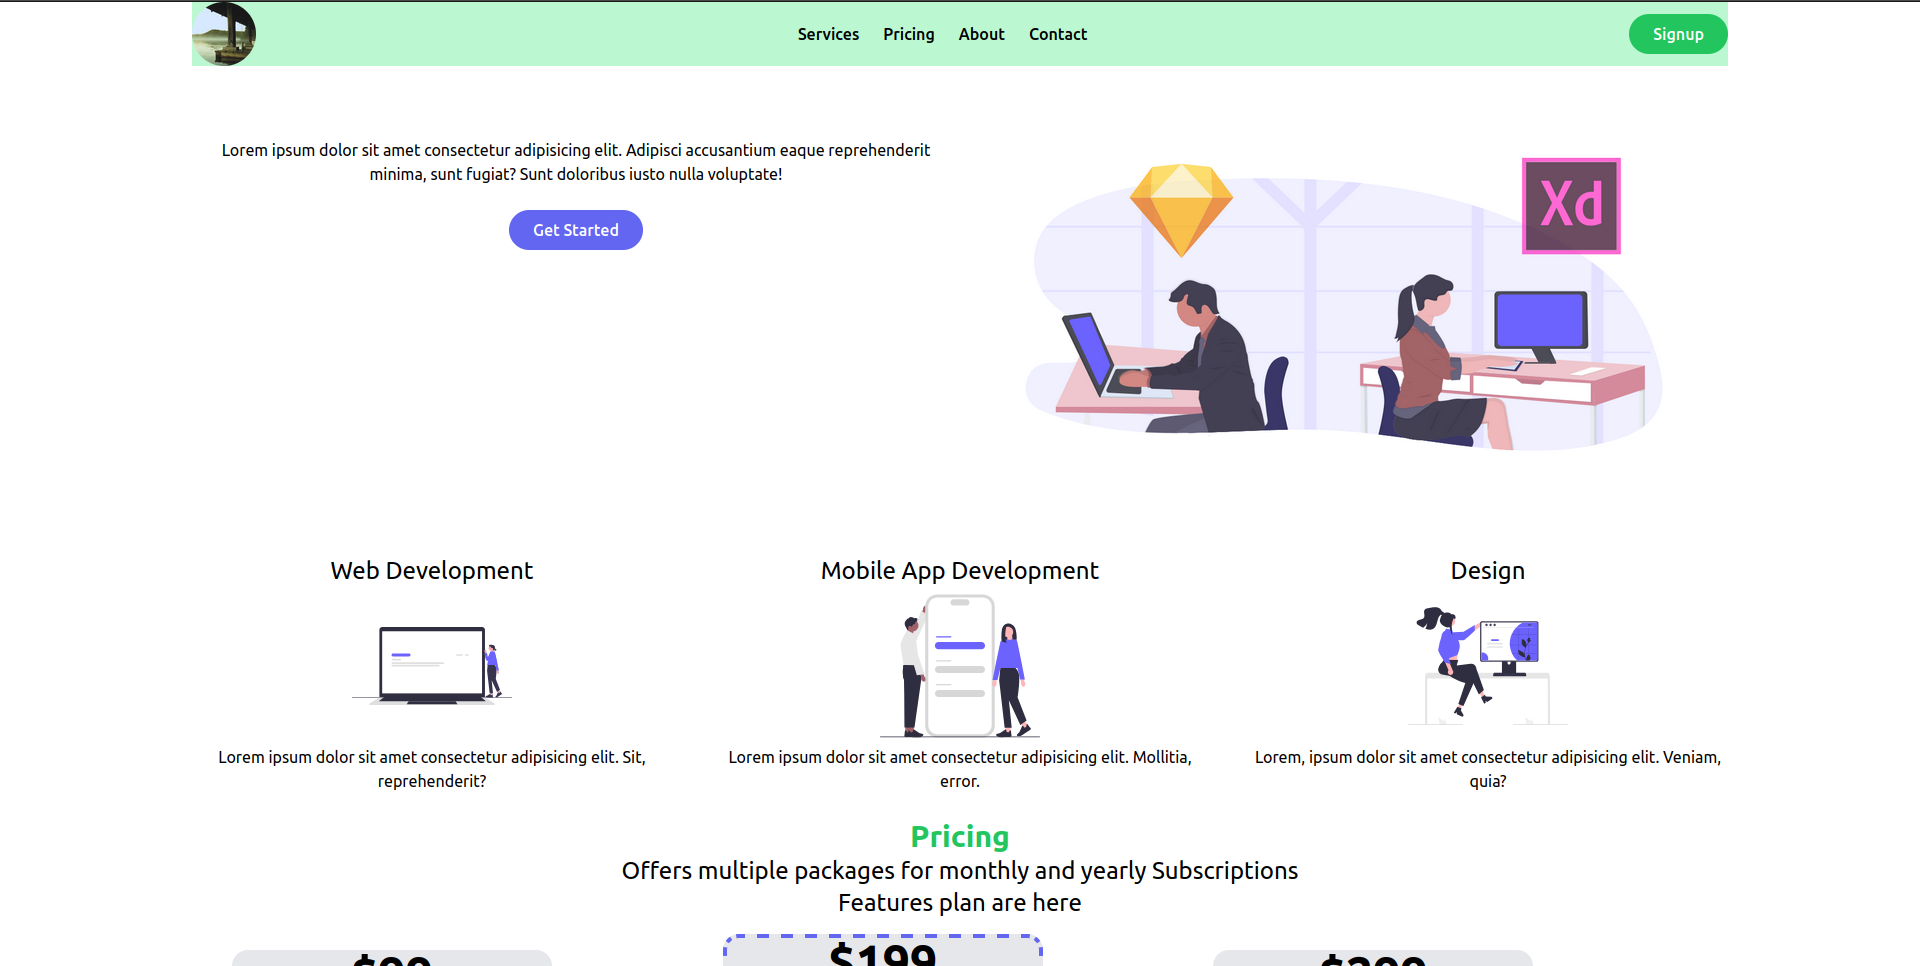 Services Pricing About Contact Signup
Lorem ipsum dolor sit amet consectetur adipisicing elit. Adipisci accusantium eaque reprehenderit
minima, sunt fugiat? Sunt doloribus iusto nulla voluptate!
Get Started
Xd
Web Development
Mobile App Development
Design
Lorem ipsum dolor sit amet consectetur adipisicing elit. Sit,
reprehenderit?
Lorem ipsum dolor sit amet consectetur adipisicing elit. Mollitia,
error.
Lorem, ipsum dolor sit amet consectetur adipisicing elit. Veniam,
quia?
Pricing
Offers multiple packages for monthly and yearly Subscriptions
Features plan are here
$199